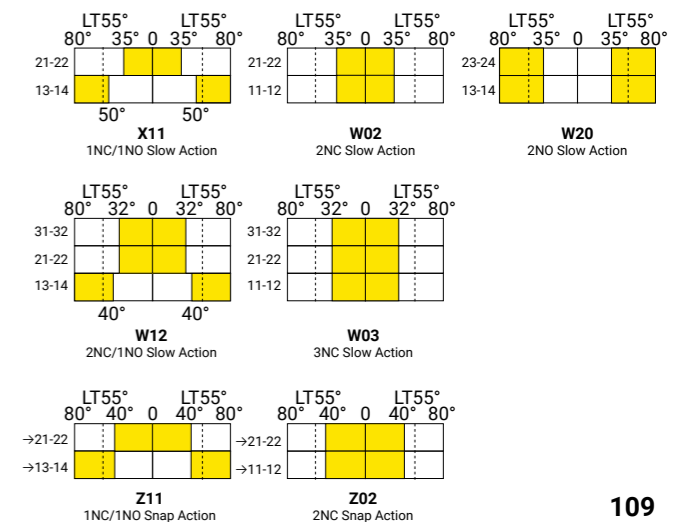 LT55° LT55°
80° 35° 0 35° 80°
21-22
13-14
50° 50°
X11
1NC/1NO Slow Action
LT55° LT55°
80° 35° 0 35° 80°
21-22
11-12
W02
2NC Slow Action
LT55° LT55°
80° 35° 0 35° 80°
23-24
13-14
W20
2NO Slow Action
LT55° LT55°
80° 32° 0 32° 80°
31-32
21-22
13-14
40° 40°
W12
2NC/1NO Slow Action
LT55° LT55°
80° 32° 0 32° 80°
31-32
21-22
11-12
W03
3NC Slow Action
LT55° LT55°
80° 40° 0 40° 80°
→21-22
→13-14
Z11
1NC/1NO Snap Action
LT55° LT55°
80° 40° 0 40° 80°
→21-22
→11-12
Z02
2NC Snap Action
109